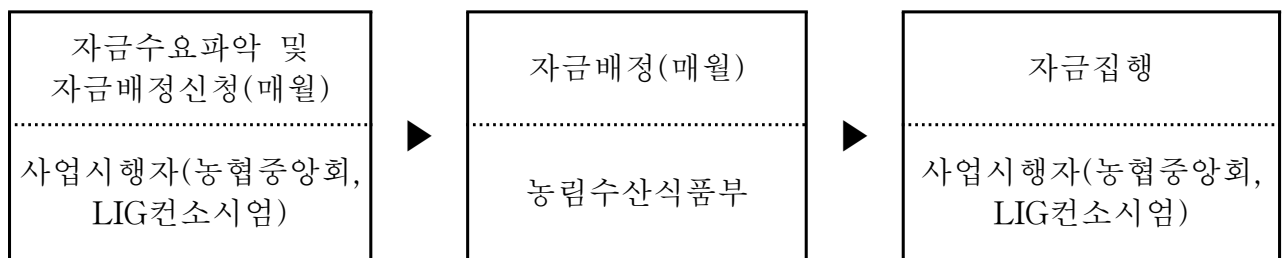 자금수요파악 및
자금배정신청(매월)
사업시행자(농협중앙회,
LIG컨소시엄)
▶
자금배정(매월)
농림수산식품부
▶
자금집행
사업시행자(농협중앙회,
LIG컨소시엄)